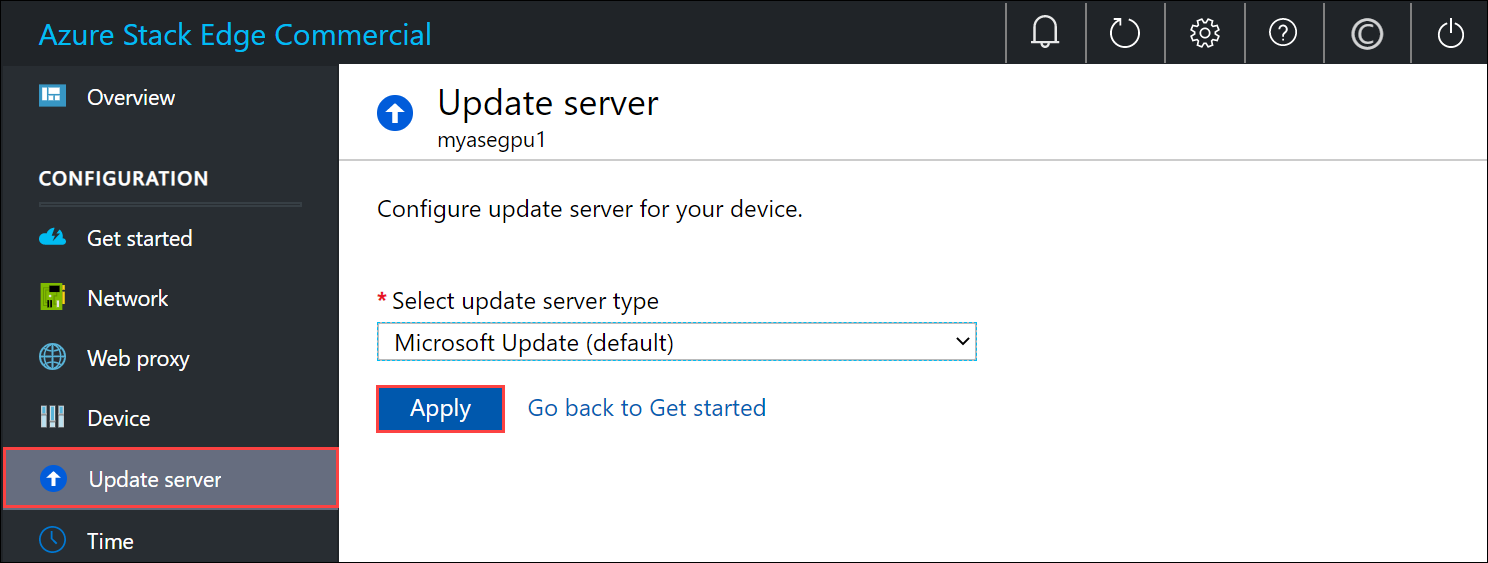 Azure Stack Edge Commercial
Overview
CONFIGURATION
Get started
Network
Web proxy
Device
Update server
Time
Update server
myasegpu1
Configure update server for your device.
* Select update server type
Microsoft Update (default)
Apply
Go back to Get started